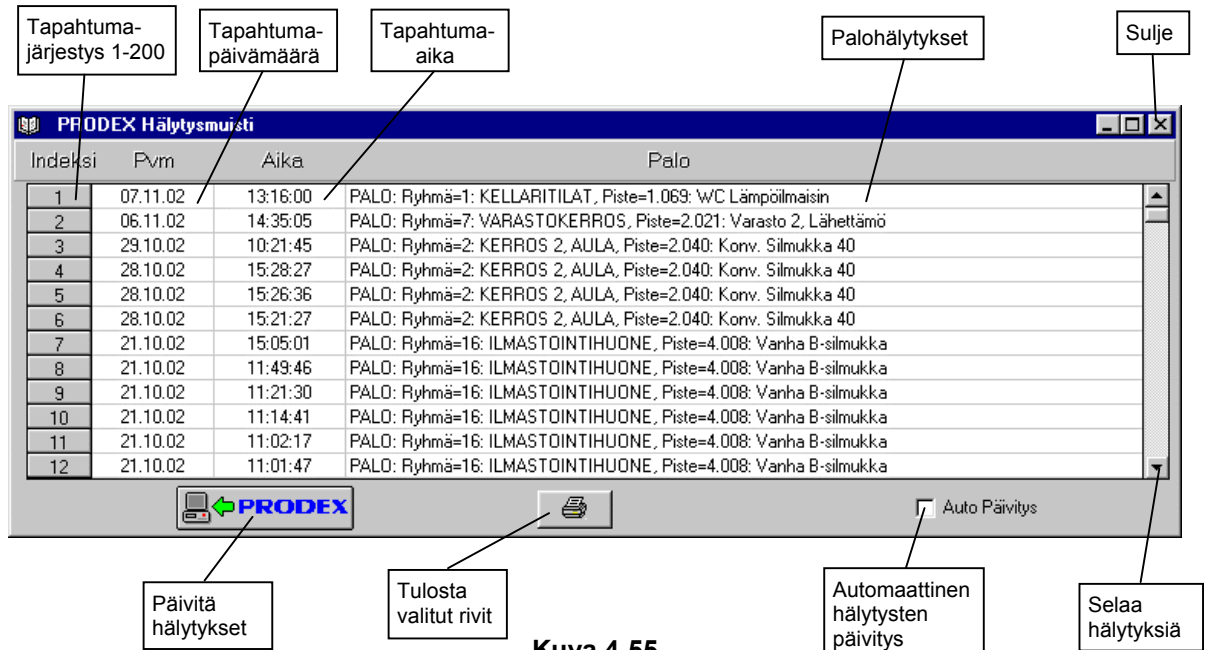 Tapahtuma-
järjestys 1-200
Tapahtuma-
päivämäärä
Tapahtuma-
aika
Palohälytykset
Sulje
PRODEX Hälytysmuisti
Indeksi Pvm Aika Palo
1 07.11.02 13:16:00 PALO: Ryhmä=1: KELLARITILAT, Piste=1.069: WC Lämpöilmaisin
2 06.11.02 14:35:05 PALO: Ryhmä=7: VARASTOKERROS, Piste=2.021: Varasto 2, Lähettämö
3 29.10.02 10:21:45 PALO: Ryhmä=2: KERROS 2, AULA, Piste=2.040: Konv. Silmukka 40
4 28.10.02 15:28:27 PALO: Ryhmä=2: KERROS 2, AULA, Piste=2.040: Konv. Silmukka 40
5 28.10.02 15:26:36 PALO: Ryhmä=2: KERROS 2, AULA, Piste=2.040: Konv. Silmukka 40
6 28.10.02 15:21:27 PALO: Ryhmä=2: KERROS 2, AULA, Piste=2.040: Konv. Silmukka 40
7 21.10.02 15:05:01 PALO: Ryhmä=16: ILMASTOINTIHUONE, Piste=4.008: Vanha B-silmukka
8 21.10.02 11:49:46 PALO: Ryhmä=16: ILMASTOINTIHUONE, Piste=4.008: Vanha B-silmukka
9 21.10.02 11:21:30 PALO: Ryhmä=16: ILMASTOINTIHUONE, Piste=4.008: Vanha B-silmukka
10 21.10.02 11:14:41 PALO: Ryhmä=16: ILMASTOINTIHUONE, Piste=4.008: Vanha B-silmukka
11 21.10.02 11:02:17 PALO: Ryhmä=16: ILMASTOINTIHUONE, Piste=4.008: Vanha B-silmukka
12 21.10.02 11:01:47 PALO: Ryhmä=16: ILMASTOINTIHUONE, Piste=4.008: Vanha B-silmukka
PRODEX
Auto Päivitys
Päivitä
hälytykset
Tulosta
valitut rivit
Automaattinen
hälytysten
päivitys
Selaa
hälytyksiä
Kuva 4-55